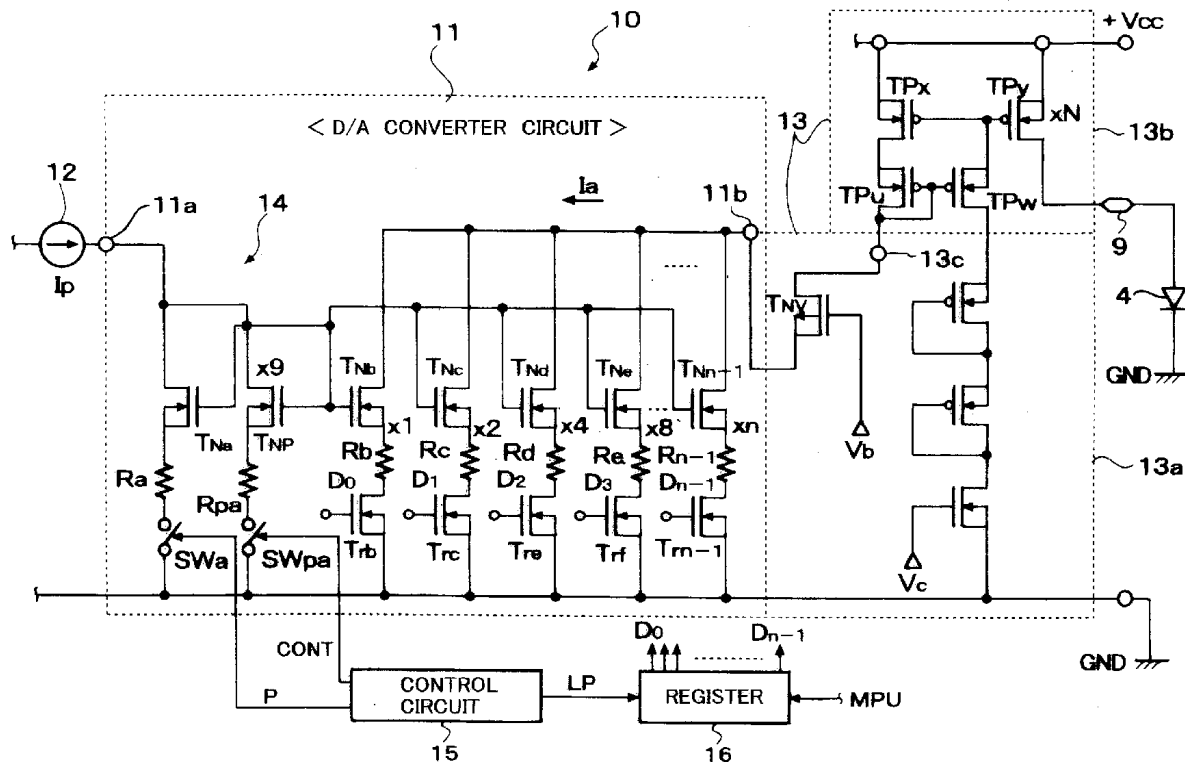 10
11
+ Vcc
TPx
TPy
xN
13
13b
< D/A CONVERTER CIRCUIT >
12
11a
14
Ia
11b
TPu
TPw
9
Ip
13c
TNv
4
x9
TNb
TNc
TNd
TNe
TNn-1
GND
TNa
TNP
x1
x2
x4
x8
xn
Vb
13a
Ra
Rpa
Rb
Rc
Rd
Re
Rn-1
D0
D1
D2
D3
Dn-1
SWa
SWpa
Trb
Trc
Tre
Trf
Trn-1
Vc
D0
Dn-1
GND
CONT
P
CONTROL
CIRCUIT
LP
REGISTER
MPU
15
16